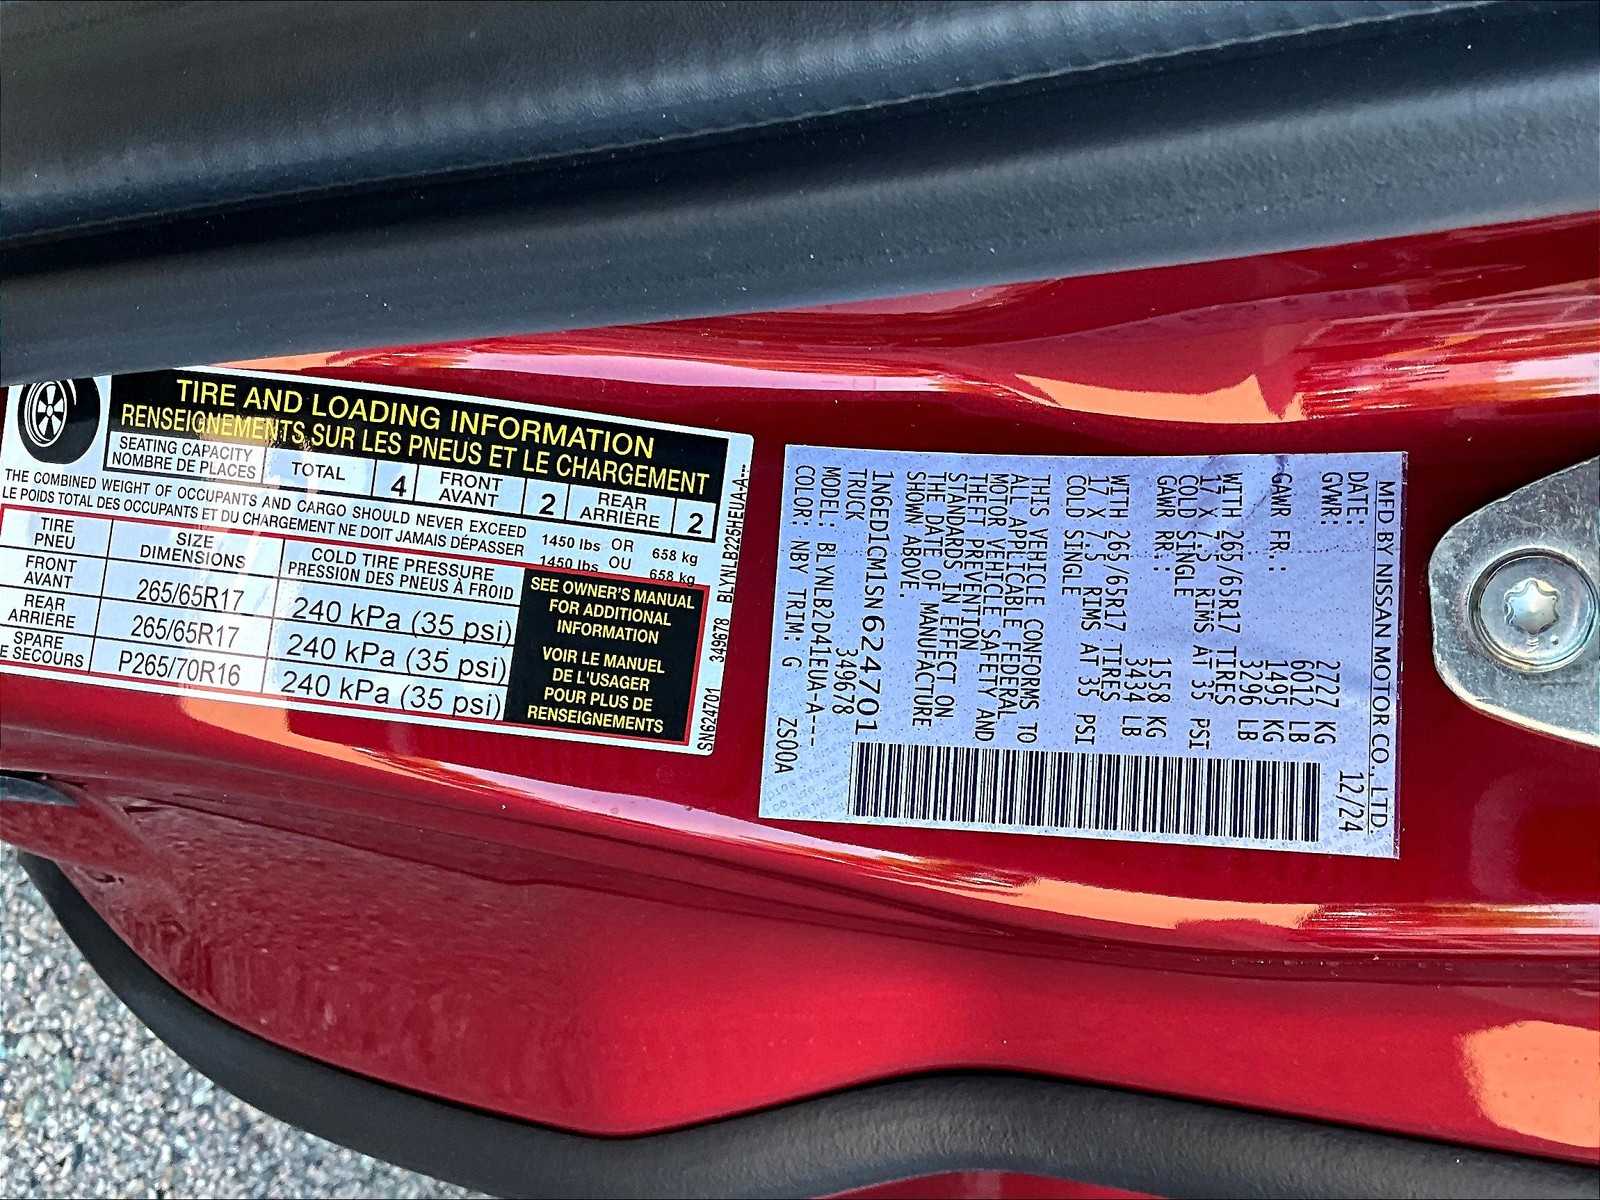 TIRE AND LOADING INFORMATION
RENSEIGNEMENTS SUR LES PNEUS ET LE CHARGEMENT
SEATING CAPACITY
NOMBRE DE PLACES
TOTAL 4
FRONT
AVANT
2
REAR
ARRIÈRE
2
THE COMBINED WEIGHT OF OCCUPANTS AND CARGO SHOULD NEVER EXCEED 1450 lbs OR 658 kg
LE POIDS TOTAL DES OCCUPANTS ET DU CHARGEMENT NE DOIT JAMAIS DÉPASSER 1450 lbs OU 658 kg
TIRE
PNEU
SIZE
DIMENSIONS
COLD TIRE PRESSURE
PRESSION DES PNEUS À FROID
FRONT
AVANT
265/65R17
240 kPa (35 psi)
REAR
ARRIÈRE
265/65R17
240 kPa (35 psi)
SPARE
E SECOURS
P265/70R16
240 kPa (35 psi)
SEE OWNER'S MANUAL
FOR ADDITIONAL
INFORMATION
VOIR LE MANUEL
DE L'USAGER
POUR PLUS DE
RENSEIGNEMENTS
SN624701 349678 BLYNLB225HEUA-A---
MFD BY NISSAN MOTOR CO., LTD.
DATE: 12/24
GVWR: 2727 KG
6012 LB
GAWR FR.: 1495 KG
3296 LB
WITH 265/65R17 TIRES
17 X 7.5 RIMS AT 35 PSI
COLD SINGLE
GAWR RR.: 1558 KG
3434 LB
WITH 265/65R17 TIRES
17 X 7.5 RIMS AT 35 PSI
COLD SINGLE
THIS VEHICLE CONFORMS TO
ALL APPLICABLE FEDERAL
MOTOR VEHICLE SAFETY AND
THEFT PREVENTION
STANDARDS IN EFFECT ON
THE DATE OF MANUFACTURE
SHOWN ABOVE.
1N6ED1CM1SN624701
TRUCK 349678
MODEL: BLYNLB2D41EUA-A---
COLOR: NBY TRIM: G ZS00A